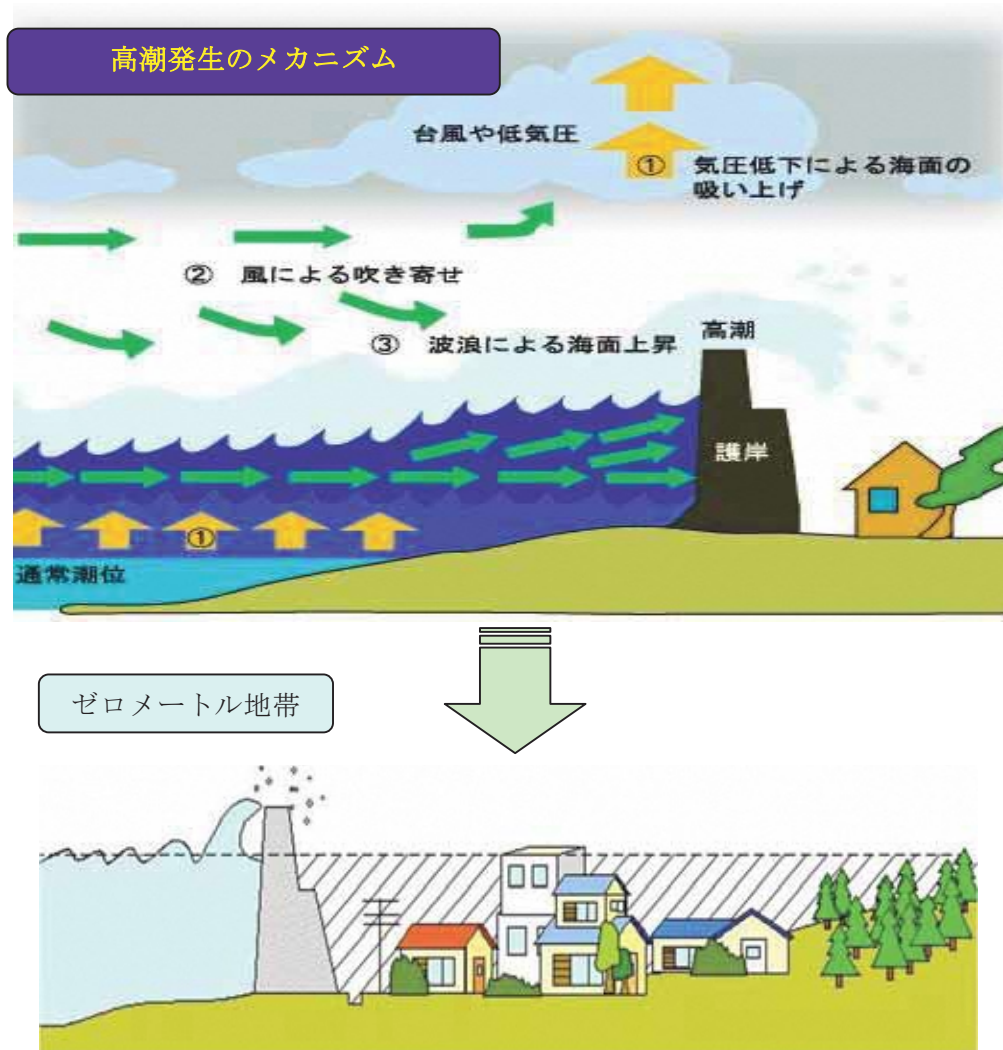 高潮発生のメカニズム
台風や低気圧
① 気圧低下による海面の
吸い上げ
② 風による吹き寄せ
③ 波浪による海面上昇
高潮
護岸
①
通常潮位
ゼロメートル地帯